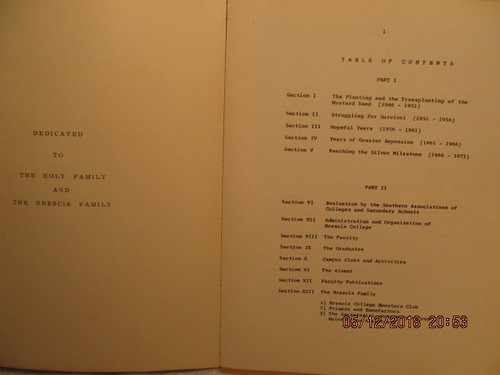 DEDICATED
TO
THE HOLY FAMILY
AND
THE BRESCIA FAMILY
TABLE OF CONTENTS
PART I
Section I The Planting and the Transplanting of the
Mustard Seed
Section II Struggling for Survival (1951 - 1956)
Section III Hopeful Years (1956 - 1961)
Section IV Years of Greater Expansion (1961 - 1966)
Section V Reaching the Silver Milestone (1966 - 1971)
PART II
Section VI Evaluation by the Southern Associations of
Colleges and Secondary Schools
Section VII Administration and Organization of
Brescia College
Section VIII The Faculty
Section IX The Graduates
Section X Campus Clubs and Activities
Section XI The Alumni
Section XII Faculty Publications
Section XIII The Brescia Family
1) Brescia College Boosters Club
2) Friends and Benefactors
3) The
05/12/2018 20:53